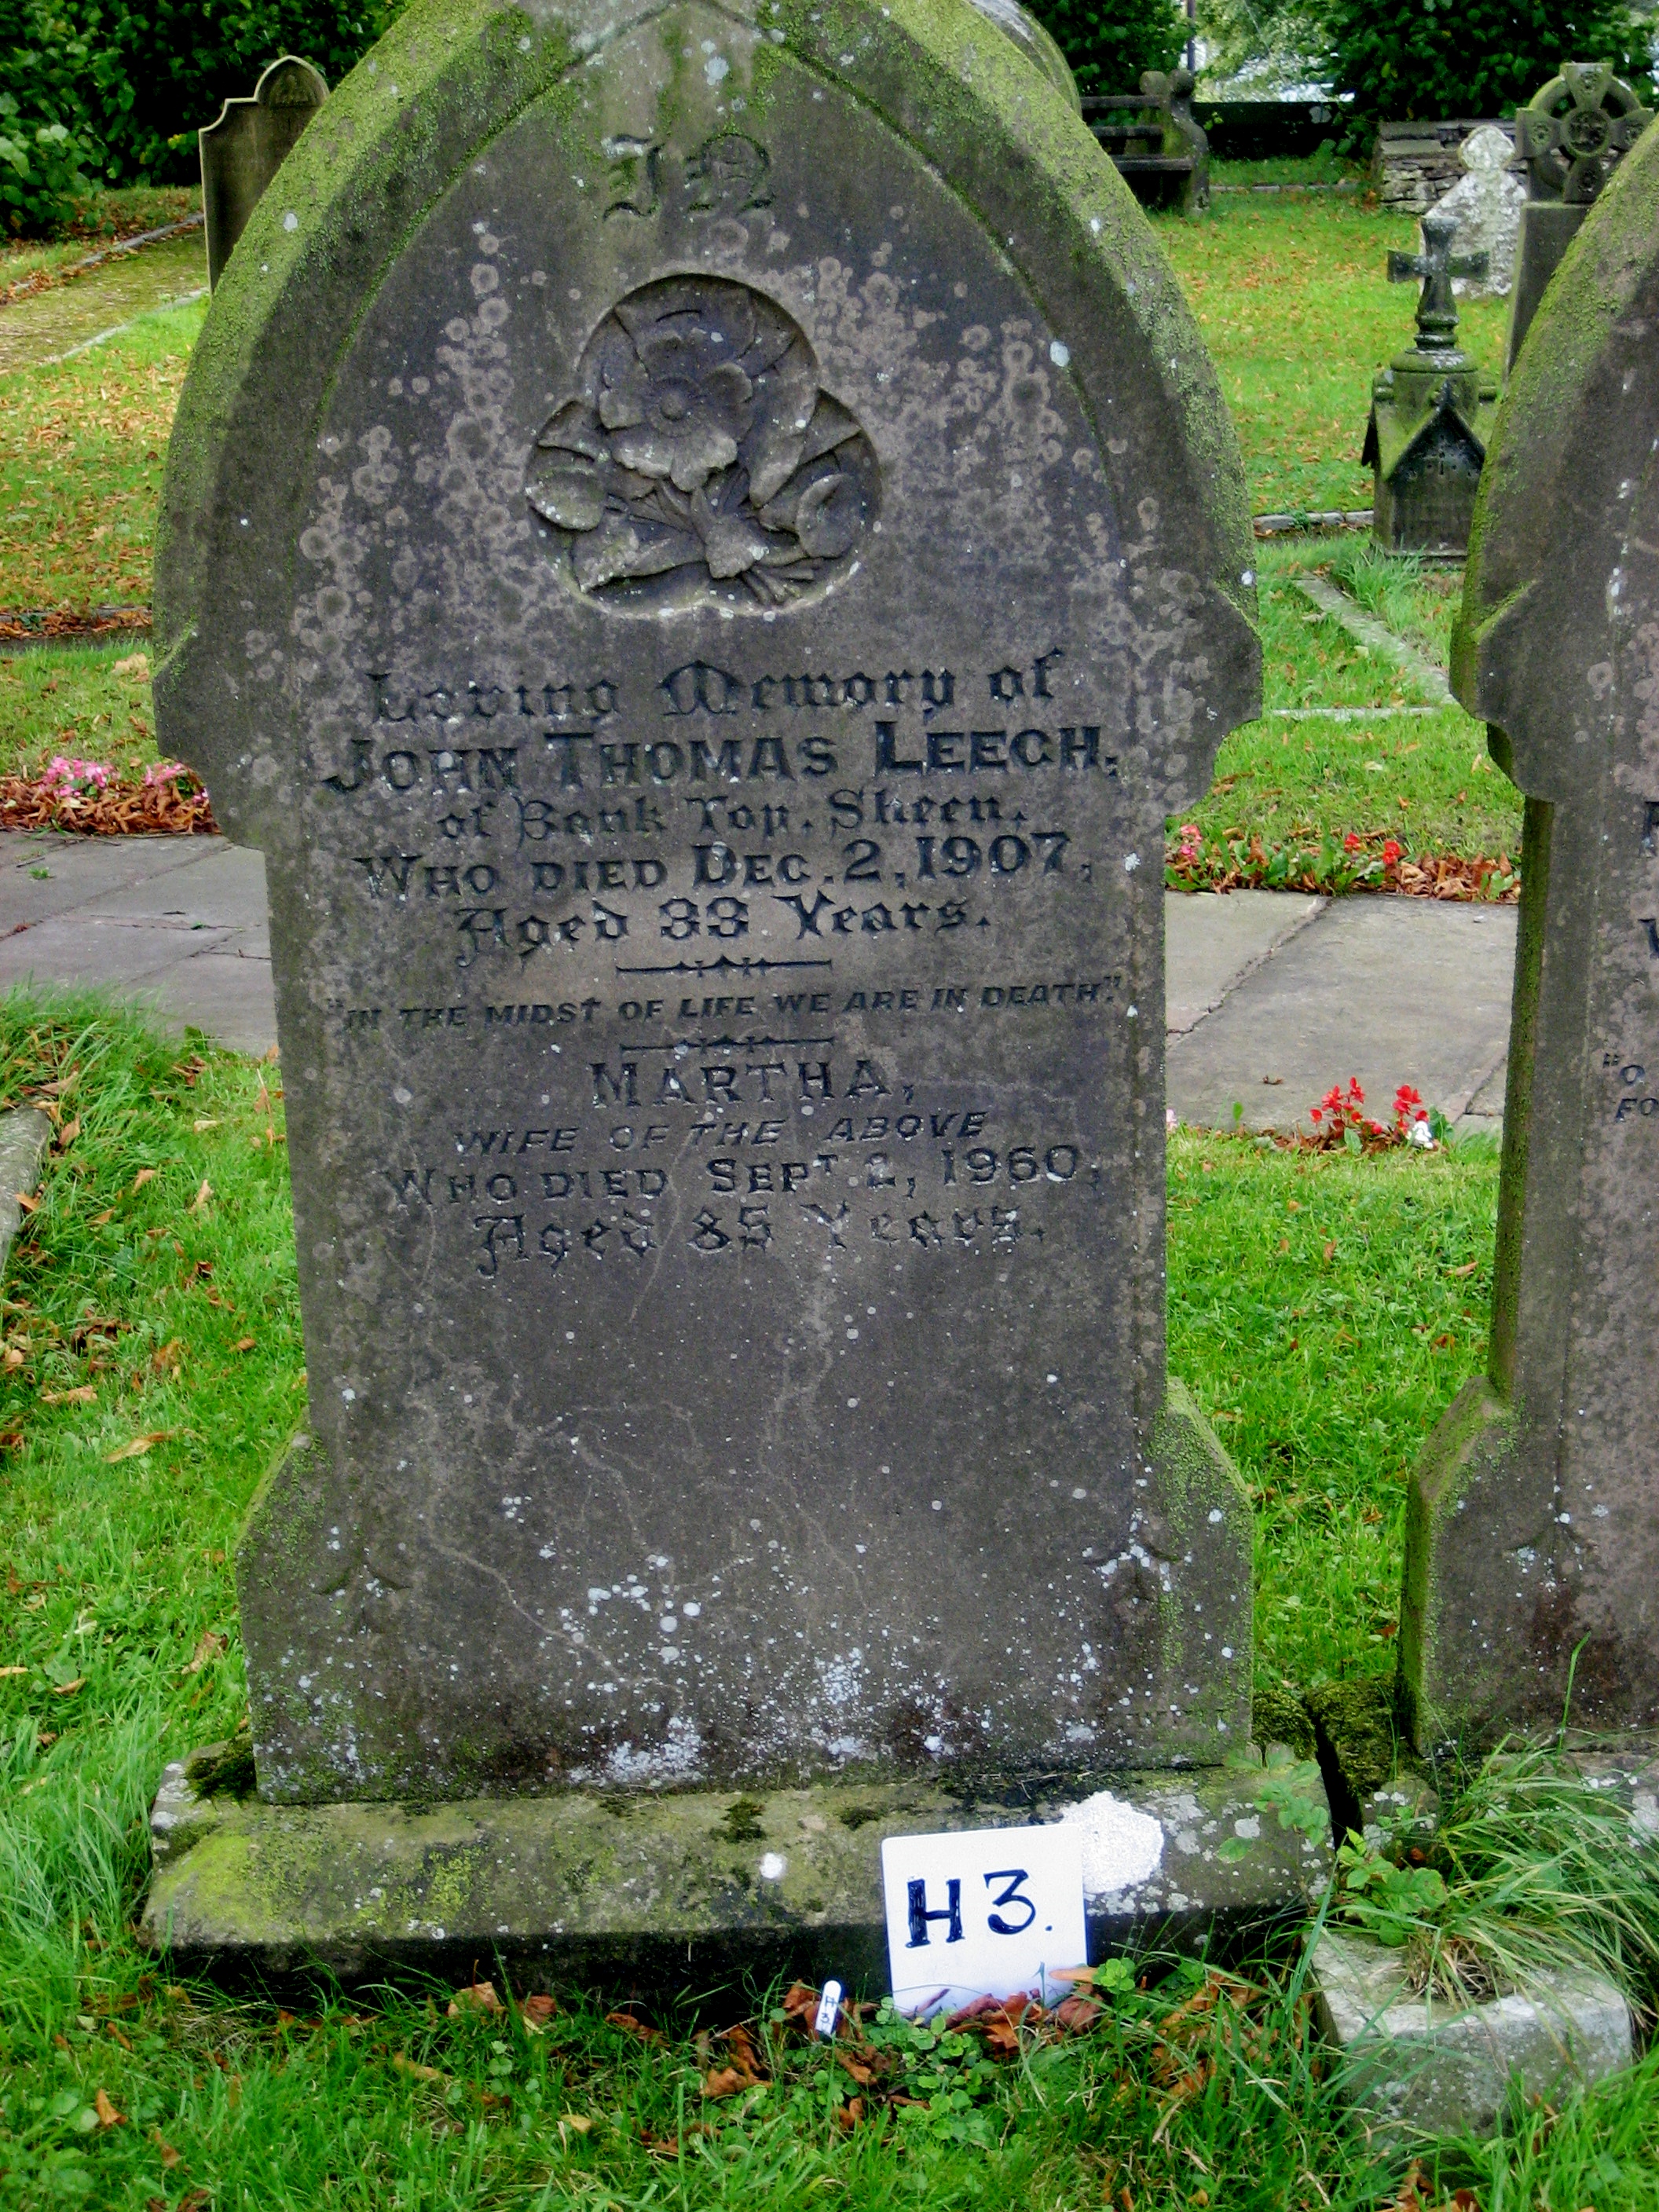 IN
Loving Memory of
JOHN THOMAS LEECH,
of Bank Top, Sheen,
WHO DIED DEC. 2, 1907,
Aged 33 Years.
"IN THE MIDST OF LIFE WE ARE IN DEATH."
MARTHA,
WIFE OF THE ABOVE
WHO DIED SEPT 2, 1960,
Aged 85 Years.
H3.
"O
FO